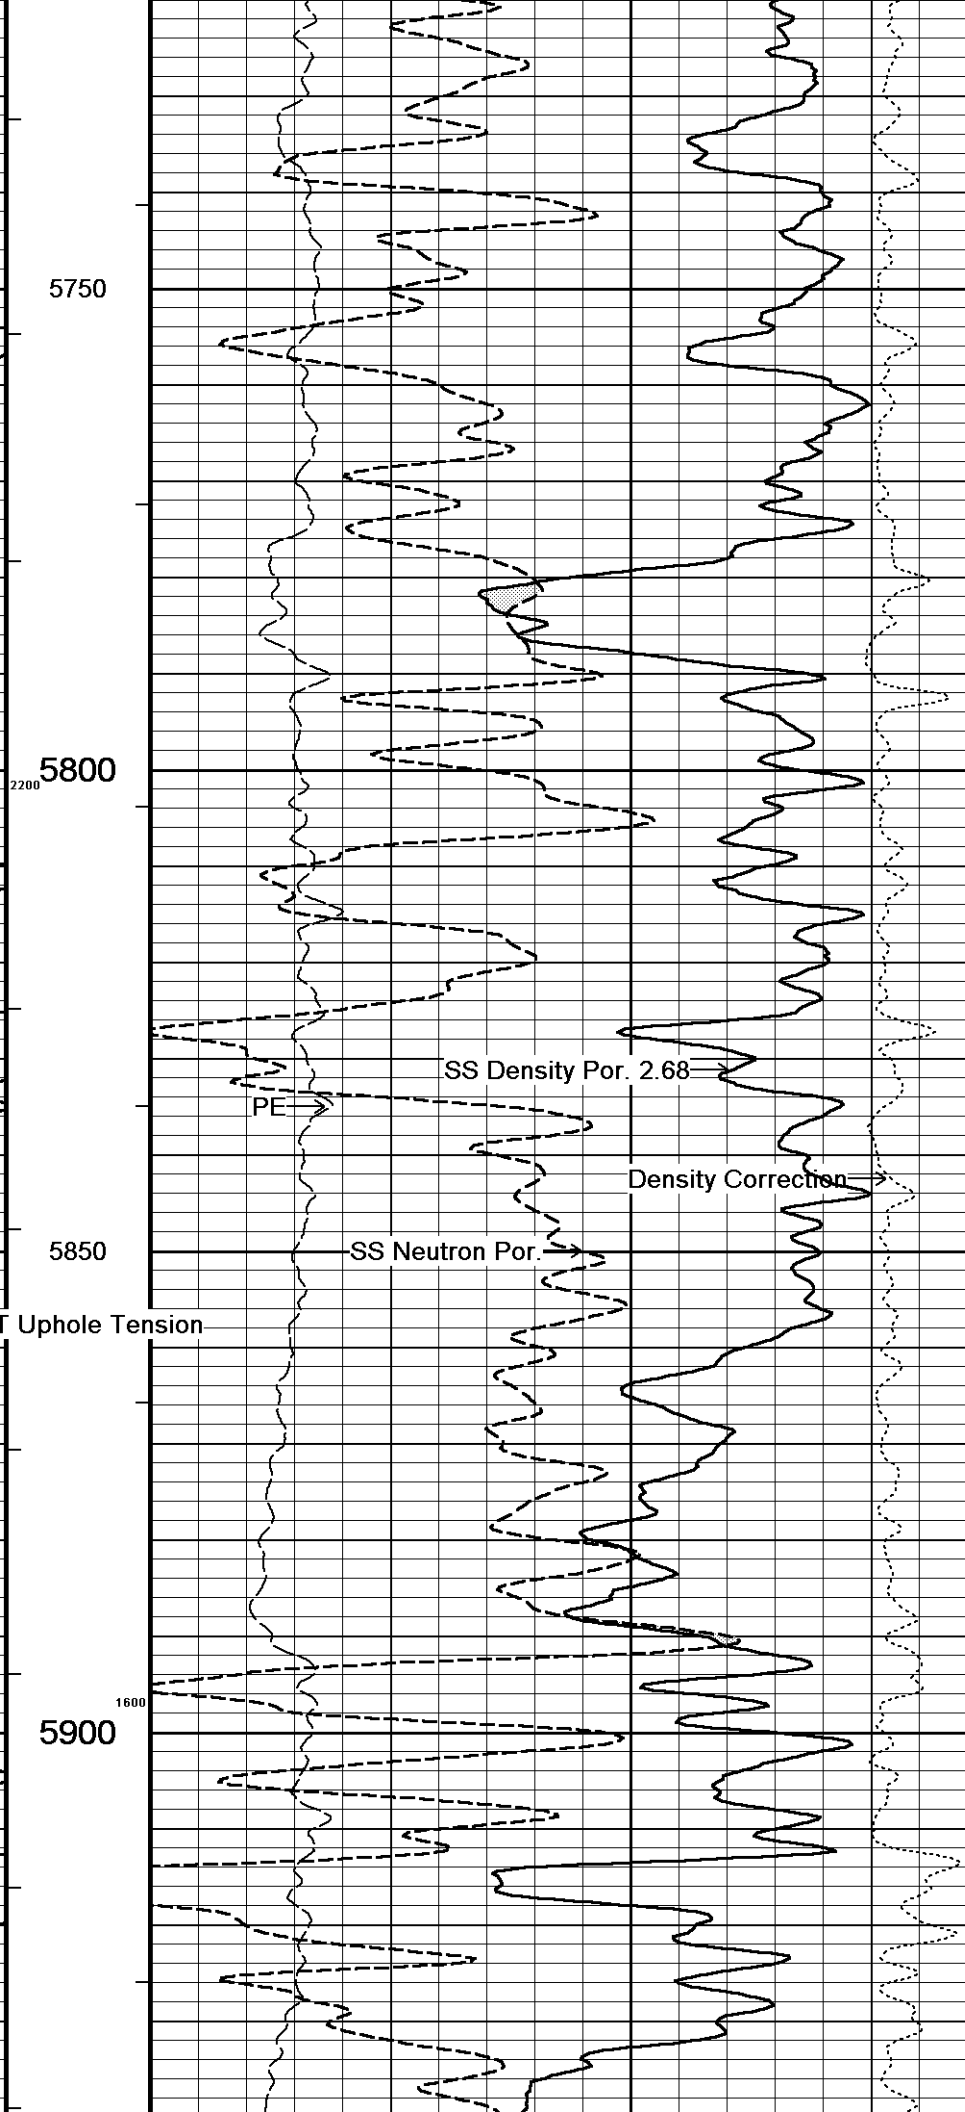 5750
5800
2200
SS Density Por. 2.68
PE
Density Correction
5850
SS Neutron Por.
T Uphole Tension
1600
5900